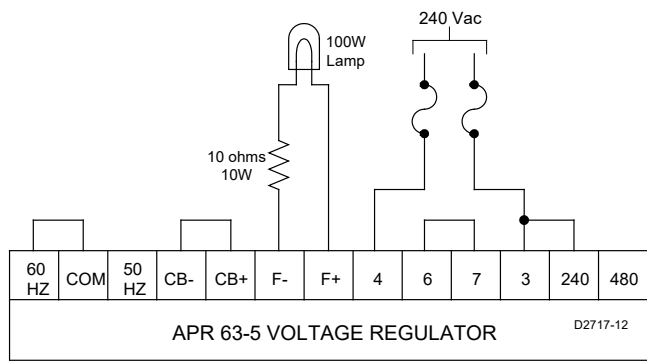 240 Vac
100W
Lamp
10 ohms
10W
60
HZ
COM
50
HZ
CB-
CB+
F-
F+
4
6
7
3
240
480
APR 63-5 VOLTAGE REGULATOR
D2717-12